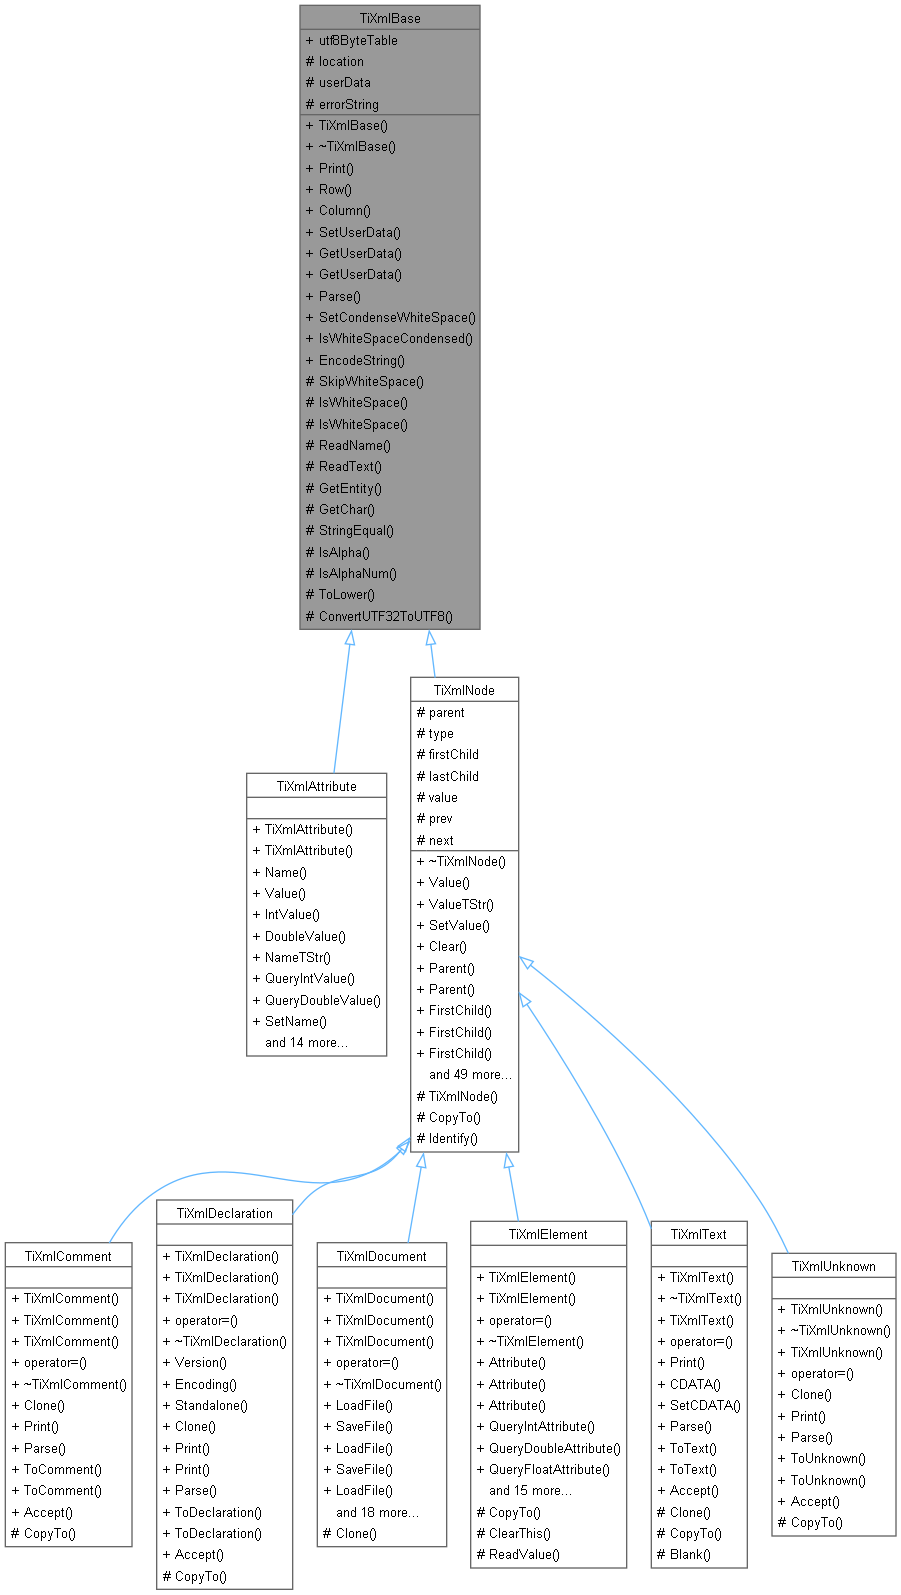 TiXmlBase
+ utf8ByteTable
# location
# userData
# errorString
+ TiXmlBase()
+ ~TiXmlBase()
+ Print()
+ Row()
+ Column()
+ SetUserData()
+ GetUserData()
+ GetUserData()
+ Parse()
+ SetCondenseWhiteSpace()
+ IsWhiteSpaceCondensed()
+ EncodeString()
# SkipWhiteSpace()
# IsWhiteSpace()
# IsWhiteSpace()
# ReadName()
# ReadText()
# GetEntity()
# GetChar()
# StringEqual()
# IsAlpha()
# IsAlphaNum()
# ToLower()
# ConvertUTF32ToUTF8()
TiXmlAttribute
+ TiXmlAttribute()
+ TiXmlAttribute()
+ Name()
+ Value()
+ IntValue()
+ DoubleValue()
+ NameTStr()
+ QueryIntValue()
+ QueryDoubleValue()
+ SetName()
and 14 more...
TiXmlNode
# parent
# type
# firstChild
# lastChild
# value
# prev
# next
+ ~TiXmlNode()
+ Value()
+ ValueTStr()
+ SetValue()
+ Clear()
+ Parent()
+ Parent()
+ FirstChild()
+ FirstChild()
+ FirstChild()
and 49 more...
# TiXmlNode()
# CopyTo()
# Identify()
TiXmlComment
+ TiXmlComment()
+ TiXmlComment()
+ TiXmlComment()
+ operator=()
+ ~TiXmlComment()
+ Clone()
+ Print()
+ Parse()
+ ToComment()
+ ToComment()
+ Accept()
# CopyTo()
TiXmlDeclaration
+ TiXmlDeclaration()
+ TiXmlDeclaration()
+ TiXmlDeclaration()
+ operator=()
+ ~TiXmlDeclaration()
+ Version()
+ Encoding()
+ Standalone()
+ Clone()
+ Print()
+ Print()
+ Parse()
+ ToDeclaration()
+ ToDeclaration()
+ Accept()
# CopyTo()
TiXmlDocument
+ TiXmlDocument()
+ TiXmlDocument()
+ TiXmlDocument()
+ operator=()
+ ~TiXmlDocument()
+ LoadFile()
+ SaveFile()
+ LoadFile()
+ SaveFile()
+ LoadFile()
and 18 more...
# Clone()
TiXmlElement
+ TiXmlElement()
+ TiXmlElement()
+ operator=()
+ ~TiXmlElement()
+ Attribute()
+ Attribute()
+ Attribute()
+ QueryIntAttribute()
+ QueryDoubleAttribute()
+ QueryFloatAttribute()
and 15 more...
# CopyTo()
# ClearThis()
# ReadValue()
TiXmlText
+ TiXmlText()
+ ~TiXmlText()
+ TiXmlText()
+ operator=()
+ Print()
+ CDATA()
+ SetCDATA()
+ Parse()
+ ToText()
+ ToText()
+ Accept()
# Clone()
# CopyTo()
# Blank()
TiXmlUnknown
+ TiXmlUnknown()
+ ~TiXmlUnknown()
+ TiXmlUnknown()
+ operator=()
+ Clone()
+ Print()
+ Parse()
+ ToUnknown()
+ ToUnknown()
+ Accept()
# CopyTo()